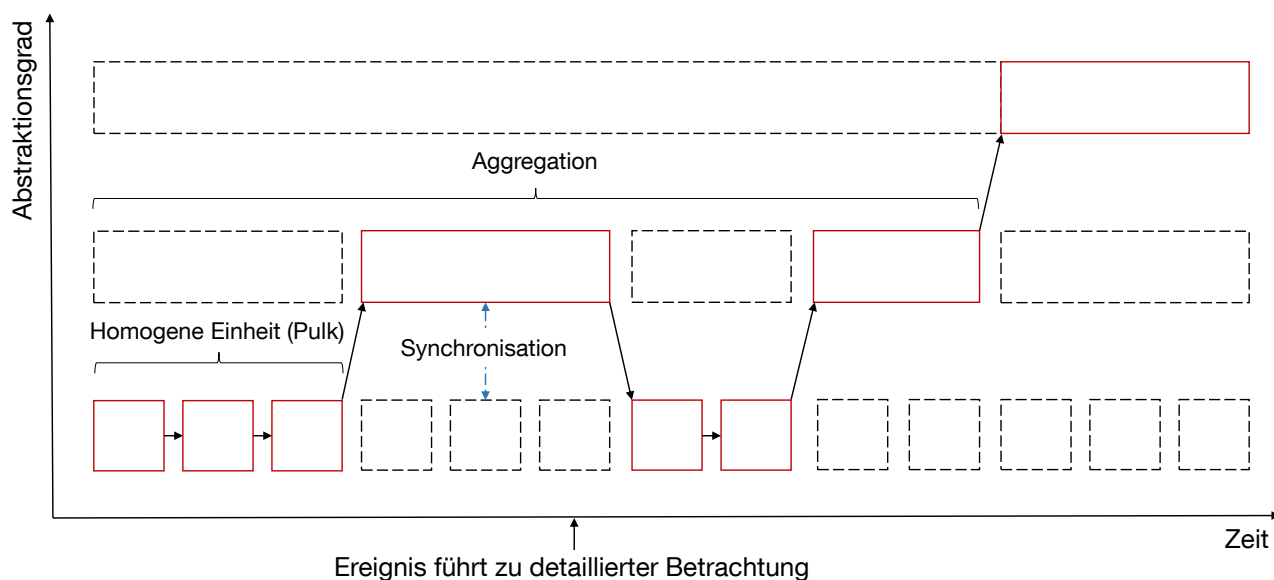 Abstraktionsgrad
Aggregation
Homogene Einheit (Pulk)
Synchronisation
Zeit
Ereignis führt zu detaillierter Betrachtung